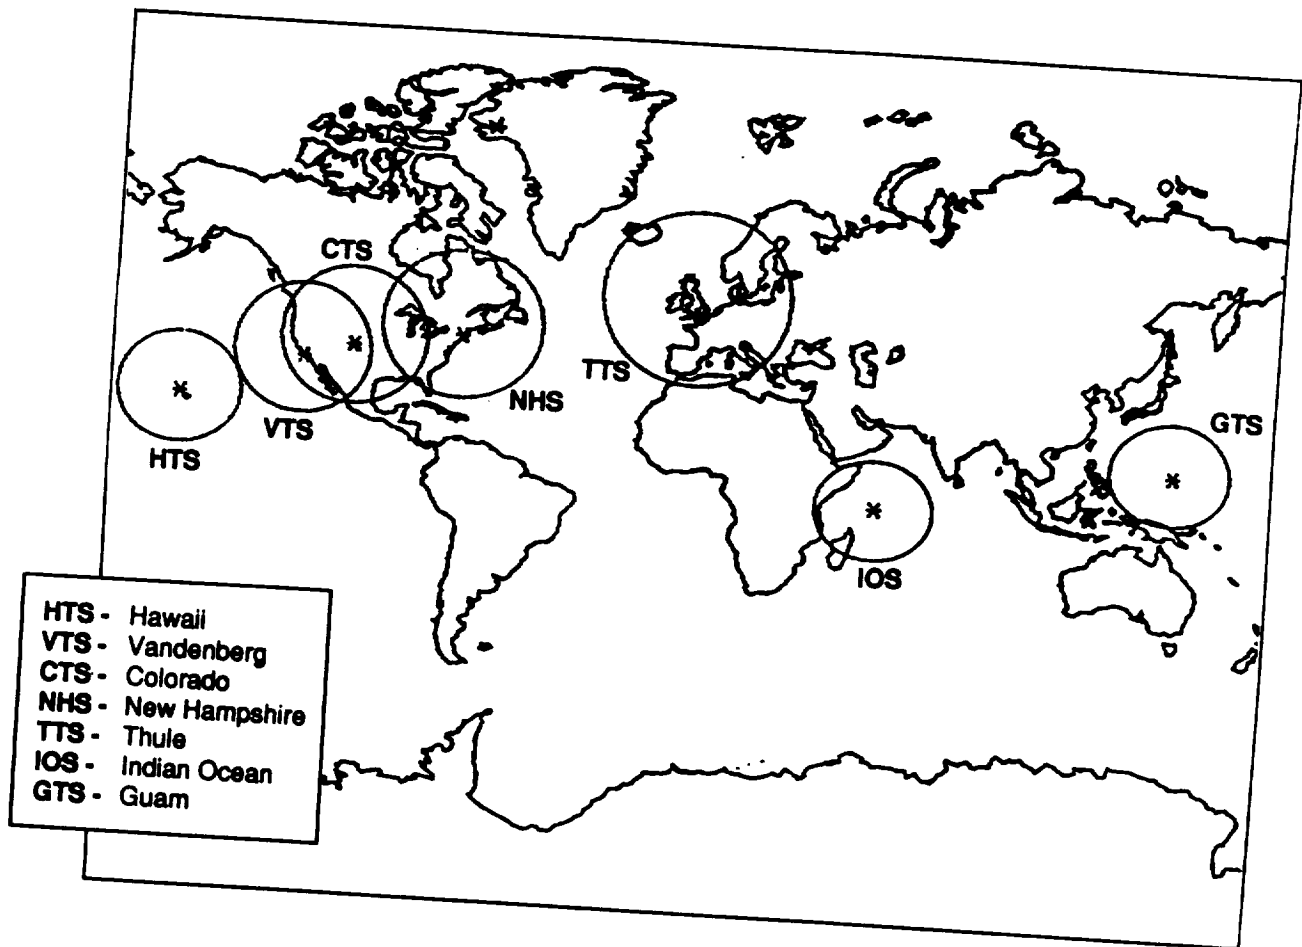 CTS
NHS
TTS
VTS
HTS
GTS
IOS
HTS - Hawaii
VTS - Vandenberg
CTS - Colorado
NHS - New Hampshire
TTS - Thule
IOS - Indian Ocean
GTS - Guam